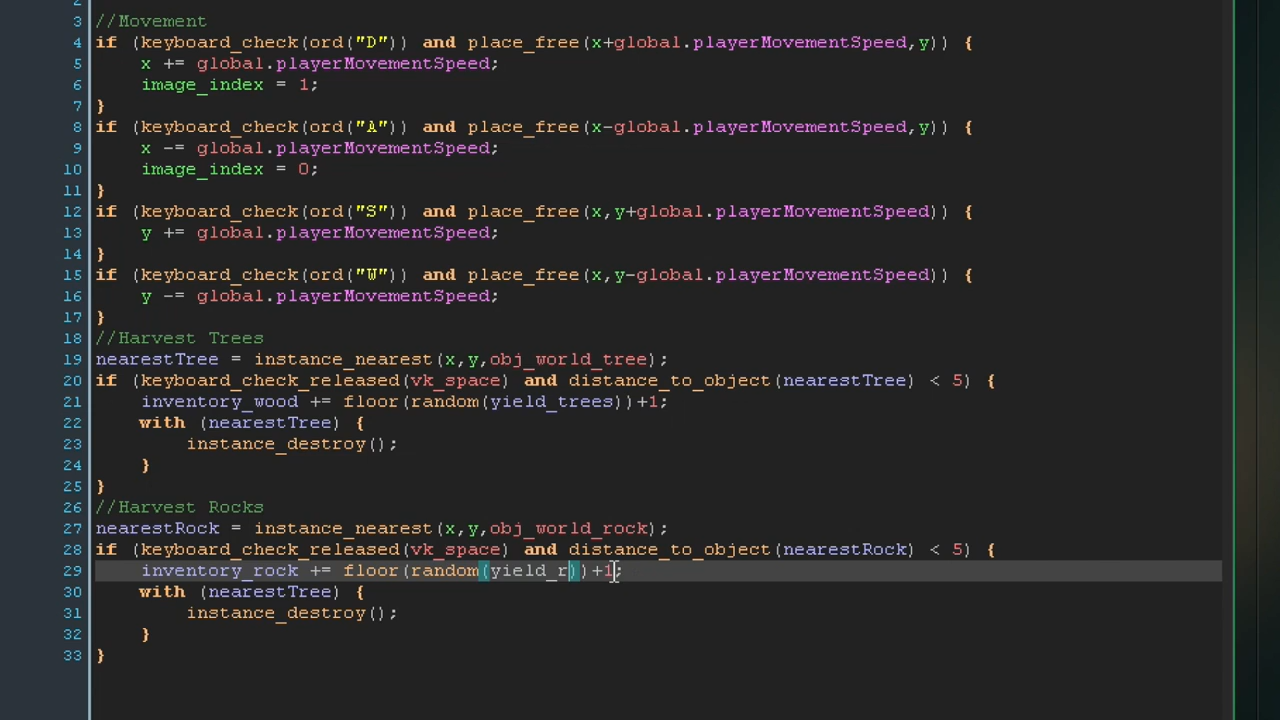 2
3 //Movement
4 if (keyboard_check(ord("D")) and place_free(x+global.playerMovementSpeed,y)) {
5 x += global.playerMovementSpeed;
6 image_index = 1;
7 }
8 if (keyboard_check(ord("A")) and place_free(x-global.playerMovementSpeed,y)) {
9 x -= global.playerMovementSpeed;
10 image_index = 0;
11 }
12 if (keyboard_check(ord("S")) and place_free(x,y+global.playerMovementSpeed)) {
13 y += global.playerMovementSpeed;
14 }
15 if (keyboard_check(ord("W")) and place_free(x,y-global.playerMovementSpeed)) {
16 y -= global.playerMovementSpeed;
17 }
18 //Harvest Trees
19 nearestTree = instance_nearest(x,y,obj_world_tree);
20 if (keyboard_check_released(vk_space) and distance_to_object(nearestTree) < 5) {
21 inventory_wood += floor(random(yield_trees))+1;
22 with (nearestTree) {
23 instance_destroy();
24 }
25 }
26 //Harvest Rocks
27 nearestRock = instance_nearest(x,y,obj_world_rock);
28 if (keyboard_check_released(vk_space) and distance_to_object(nearestRock) < 5) {
29 inventory_rock += floor(random(yield_r))+1;
30 with (nearestTree) {
31 instance_destroy();
32 }
33 }